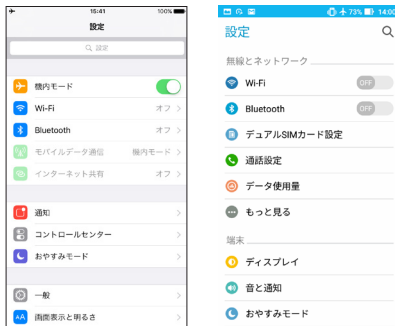 15:41
100%
設定
設定
機内モード
Wi-Fi
オフ
Bluetooth
オフ
モバイルデータ通信
機内モード
インターネット共有
オフ
通知
コントロールセンター
おやすみモード
一般
AA
画面表示と明るさ
73%
14:00
設定
無線とネットワーク
Wi-Fi
OFF
Bluetooth
OFF
デュアルSIMカード設定
通話設定
データ使用量
もっと見る
端末
ディスプレイ
音と通知
おやすみモード